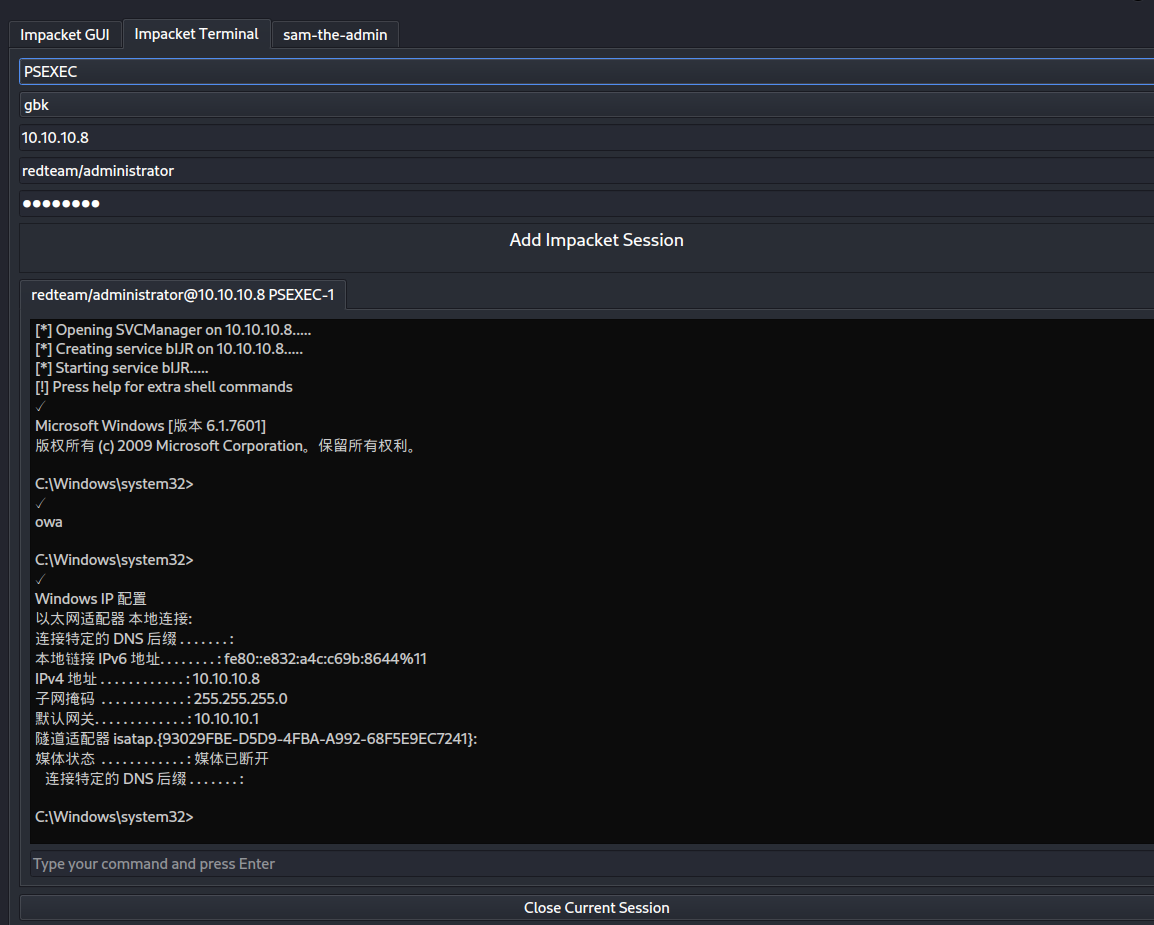 Impacket GUI Impacket Terminal sam-the-admin
PSEXEC
gbk
10.10.10.8
redteam/administrator
●●●●●●●●
Add Impacket Session
redteam/administrator@10.10.10.8 PSEXEC-1
[*] Opening SVCManager on 10.10.10.8.....
[*] Creating service bIJR on 10.10.10.8.....
[*] Starting service bIJR.....
[!] Press help for extra shell commands
✓
Microsoft Windows [版本 6.1.7601]
版权所有 (c) 2009 Microsoft Corporation。保留所有权利。
C:\Windows\system32>
✓
owa
C:\Windows\system32>
✓
Windows IP 配置
以太网适配器 本地连接:
连接特定的 DNS 后缀 . . . . . . . :
本地链接 IPv6 地址. . . . . . . . : fe80::e832:a4c:c69b:8644%11
IPv4 地址 . . . . . . . . . . . . : 10.10.10.8
子网掩码 . . . . . . . . . . . . : 255.255.255.0
默认网关. . . . . . . . . . . . . : 10.10.10.1
隧道适配器 isatap.{93029FBE-D5D9-4FBA-A992-68F5E9EC7241}:
媒体状态 . . . . . . . . . . . . : 媒体已断开
连接特定的 DNS 后缀 . . . . . . . :
C:\Windows\system32>
Type your command and press Enter
Close Current Session